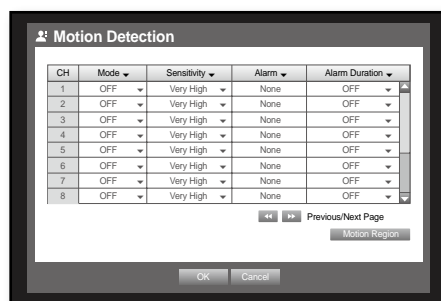 Motion Detection
CH Mode Sensitivity Alarm Alarm Duration
1 OFF Very High None OFF
2 OFF Very High None OFF
3 OFF Very High None OFF
4 OFF Very High None OFF
5 OFF Very High None OFF
6 OFF Very High None OFF
7 OFF Very High None OFF
8 OFF Very High None OFF
Previous/Next Page
Motion Region
OK Cancel